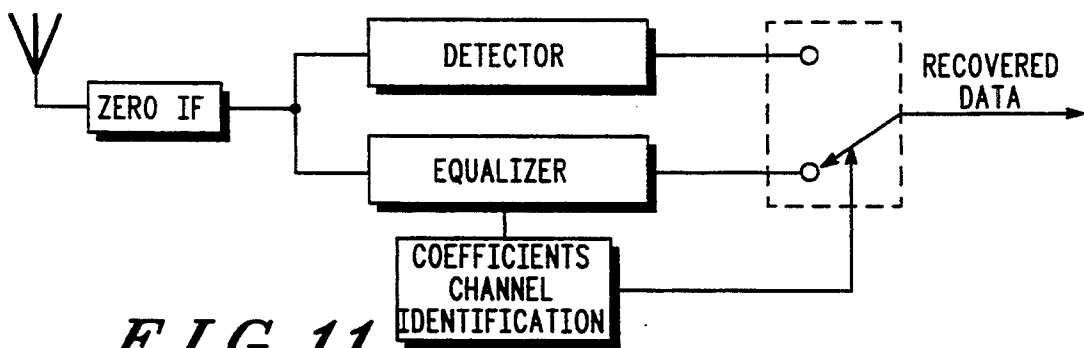 DETECTOR
RECOVERED
DATA
ZERO IF
EQUALIZER
COEFFICIENTS
CHANNEL
IDENTIFICATION
FIG 11